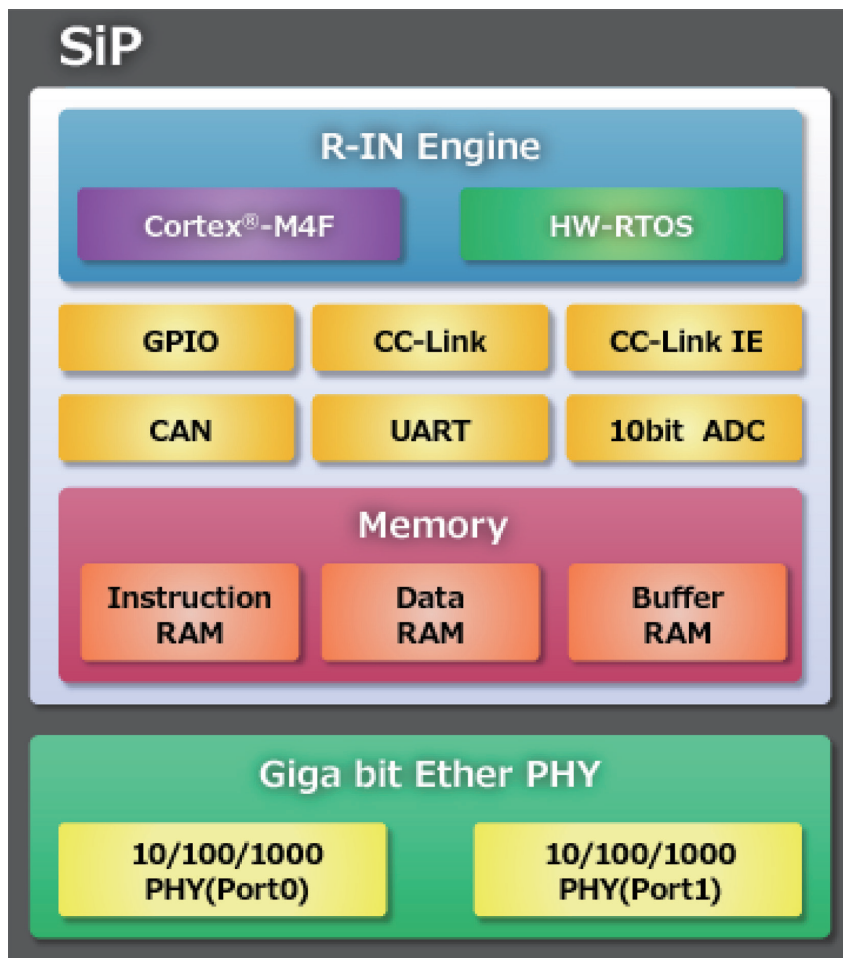 SiP
R-IN Engine
Cortex®-M4F
HW-RTOS
GPIO
CC-Link
CC-Link IE
CAN
UART
10bit ADC
Memory
Instruction
RAM
Data
RAM
Buffer
RAM
Giga bit Ether PHY
10/100/1000
PHY(Port0)
10/100/1000
PHY(Port1)